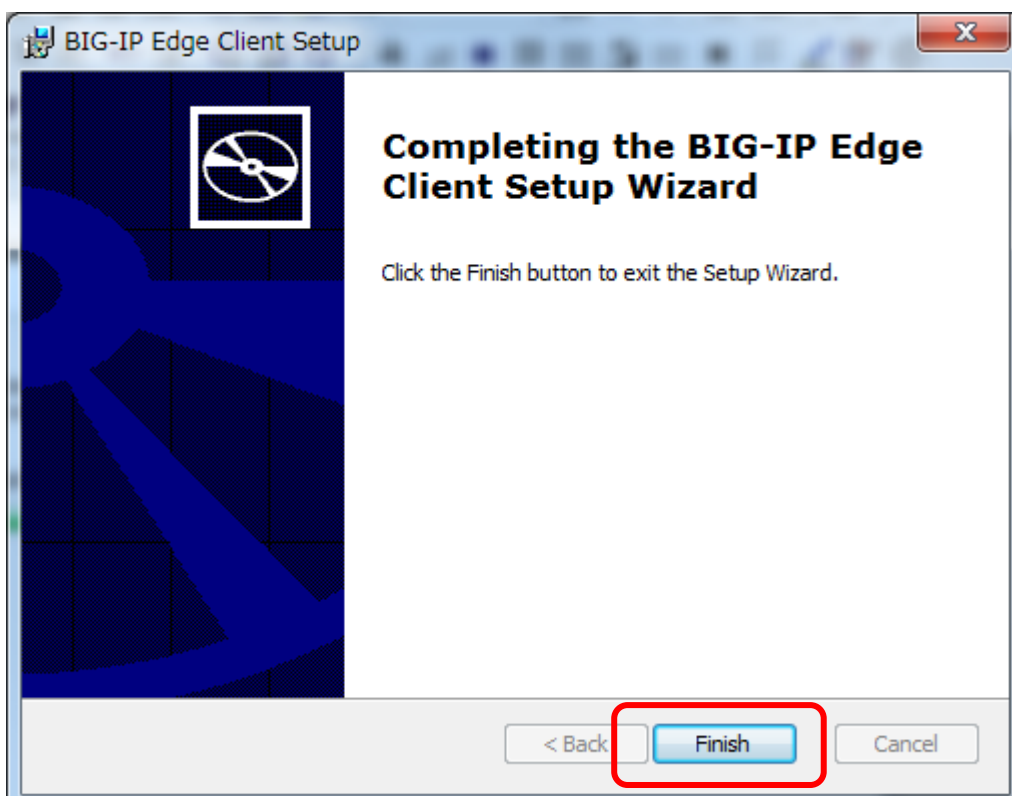 BIG-IP Edge Client Setup
Completing the BIG-IP Edge
Client Setup Wizard
Click the Finish button to exit the Setup Wizard.
< Back
Finish
Cancel